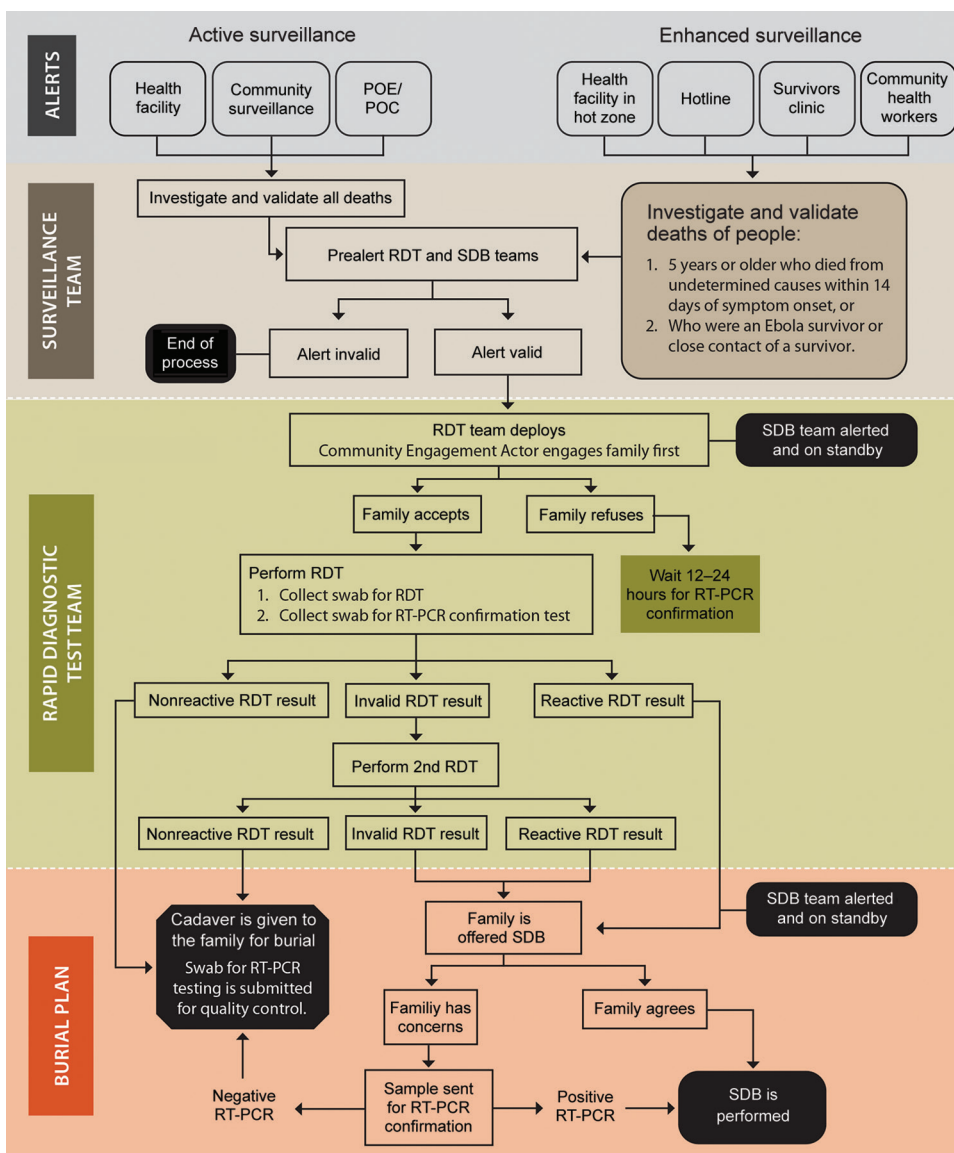 ALERTS
Active surveillance
Enhanced surveillance
Health
facility
Community
surveillance
POE/
POC
Health
facility in
hot zone
Hotline
Survivors
clinic
Community
health
workers
SURVEILLANCE
TEAM
Investigate and validate all deaths
Prealert RDT and SDB teams
Investigate and validate
deaths of people:
1. 5 years or older who died from
undetermined causes within 14
days of symptom onset, or
2. Who were an Ebola survivor or
close contact of a survivor.
End of
process
Alert invalid
Alert valid
RAPID DIAGNOSTIC
TEST TEAM
RDT team deploys
Community Engagement Actor engages family first
SDB team alerted
and on standby
Family accepts
Family refuses
Perform RDT
1. Collect swab for RDT
2. Collect swab for RT-PCR confirmation test
Wait 12–24
hours for RT-PCR
confirmation
Nonreactive RDT result
Invalid RDT result
Reactive RDT result
Perform 2nd RDT
Nonreactive RDT result
Invalid RDT result
Reactive RDT result
BURIAL PLAN
Cadaver is given to
the family for burial
Swab for RT-PCR
testing is submitted
for quality control.
Family is
offered SDB
SDB team alerted
and on standby
Familiy has
concerns
Family agrees
Negative
RT-PCR
Sample sent
for RT-PCR
confirmation
Positive
RT-PCR
SDB is
performed